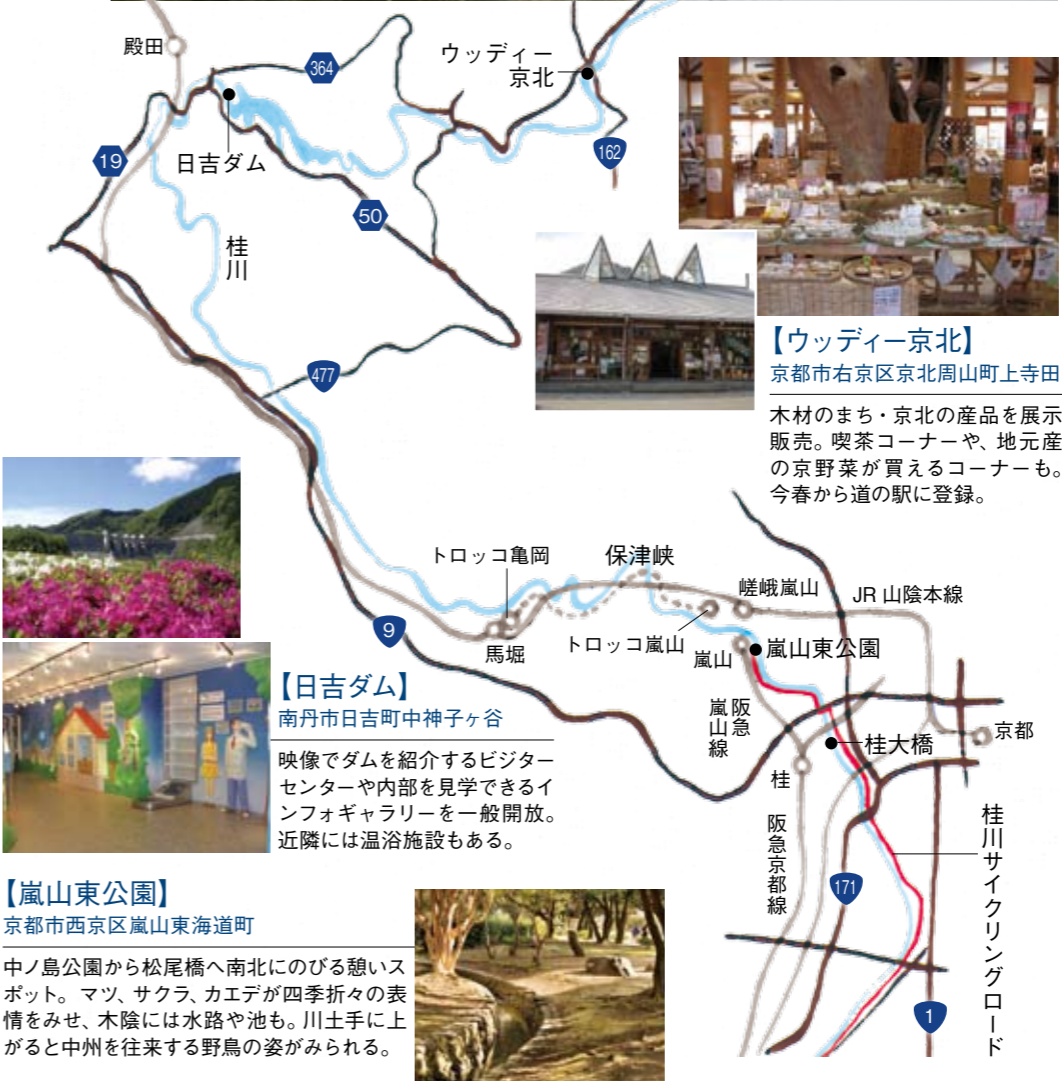 殿田
364
ウッディー
京北
19
日吉ダム
162
50
桂川
477
【ウッディー京北】
京都市右京区京北周山町上寺田
木材のまち・京北の産品を展示
販売。喫茶コーナーや、地元産
の京野菜が買えるコーナーも。
今春から道の駅に登録。
トロッコ亀岡
保津峡
嵯峨嵐山
JR 山陰本線
9
馬堀
トロッコ嵐山
嵐山
嵐山東公園
阪急
嵐山線
桂大橋
京都
桂
【日吉ダム】
南丹市日吉町中神子ヶ谷
映像でダムを紹介するビジター
センターや内部を見学できるイ
ンフォギャラリーを一般開放。
近隣には温浴施設もある。
阪急京都線
171
桂川サイクリングロード
1
【嵐山東公園】
京都市西京区嵐山東海道町
中ノ島公園から松尾橋へ南北にのびる憩いス
ポット。マツ、サクラ、カエデが四季折々の表
情をみせ、木陰には水路や池も。川土手に上
がると中州を往来する野鳥の姿がみられる。